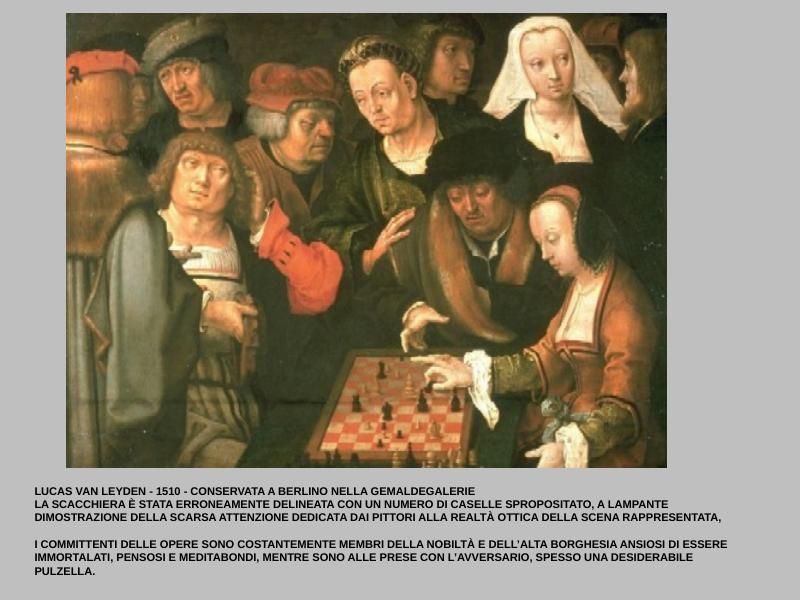 LUCAS VAN LEYDEN - 1510 - CONSERVATA A BERLINO NELLA GEMALDEGALERIE
LA SCACCHIERA È STATA ERRONEAMENTE DELINEATA CON UN NUMERO DI CASELLE SPROPOSITATO, A LAMPANTE
DIMOSTRAZIONE DELLA SCARSA ATTENZIONE DEDICATA DAI PITTORI ALLA REALTÀ OTTICA DELLA SCENA RAPPRESENTATA,
I COMMITTENTI DELLE OPERE SONO COSTANTEMENTE MEMBRI DELLA NOBILTÀ E DELL'ALTA BORGHESIA ANSIOSI DI ESSERE
IMMORTALATI, PENSOSI E MEDITABONDI, MENTRE SONO ALLE PRESE CON L'AVVERSARIO, SPESSO UNA DESIDERABILE
PULZELLA.